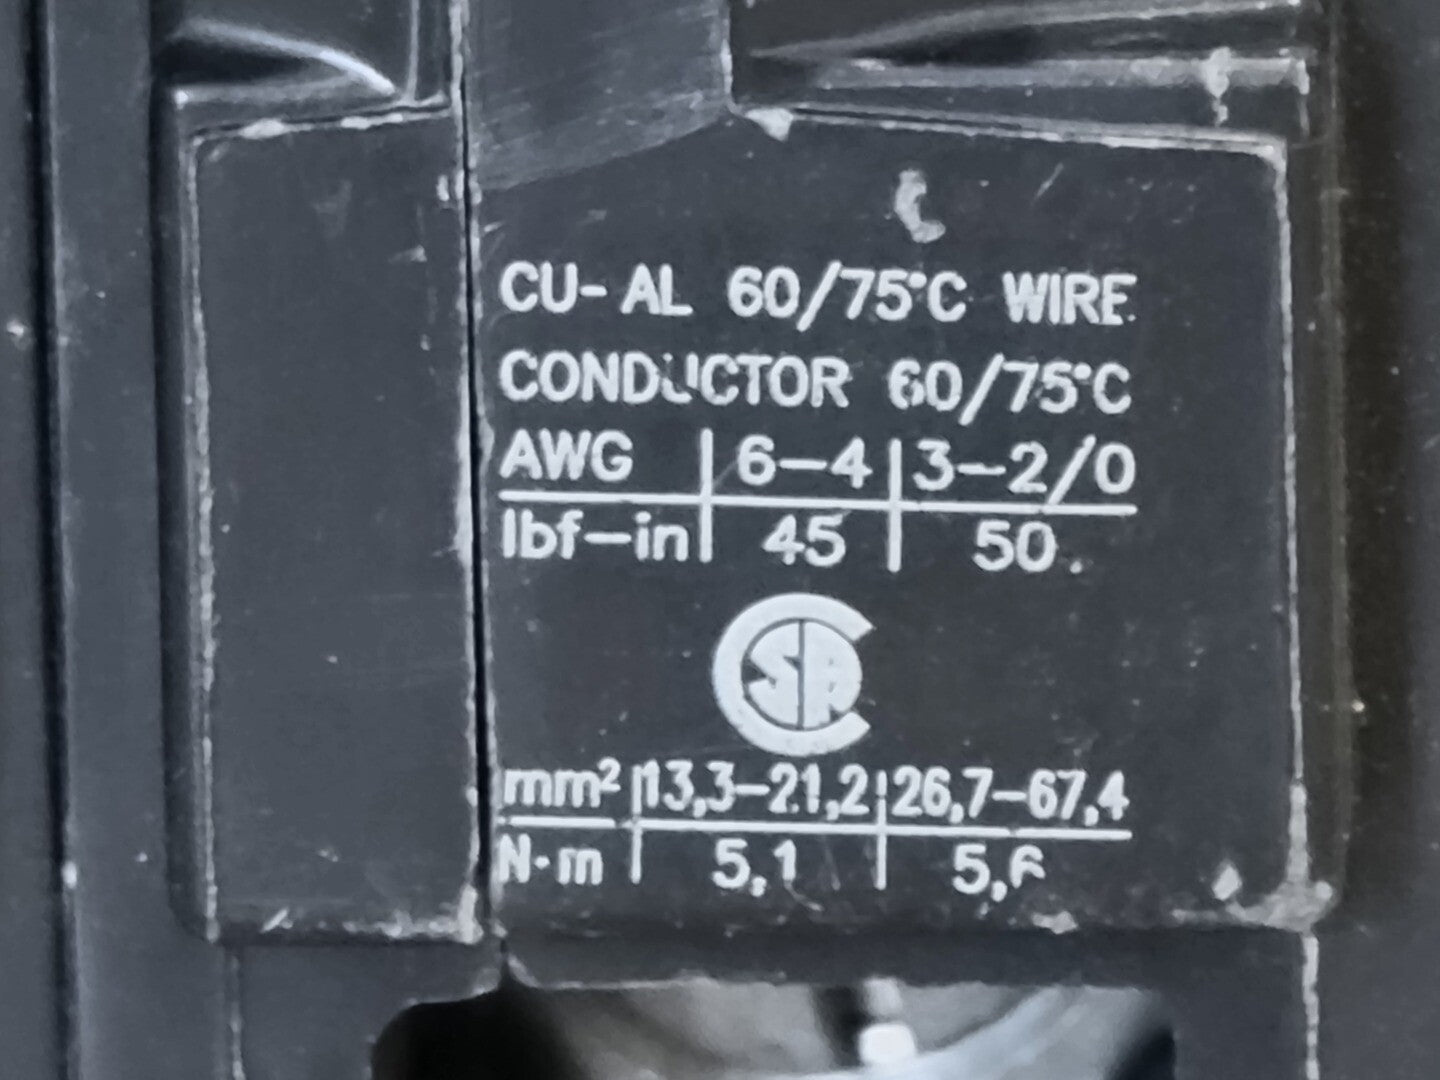 CU-AL 60/75°C WIRE
CONDUCTOR 60/75°C
AWG | 6-4 | 3-2/0
lbf-in | 45 | 50
CSA
mm² | 13,3-21,2 | 26,7-67,4
N·m | 5,1 | 5,6